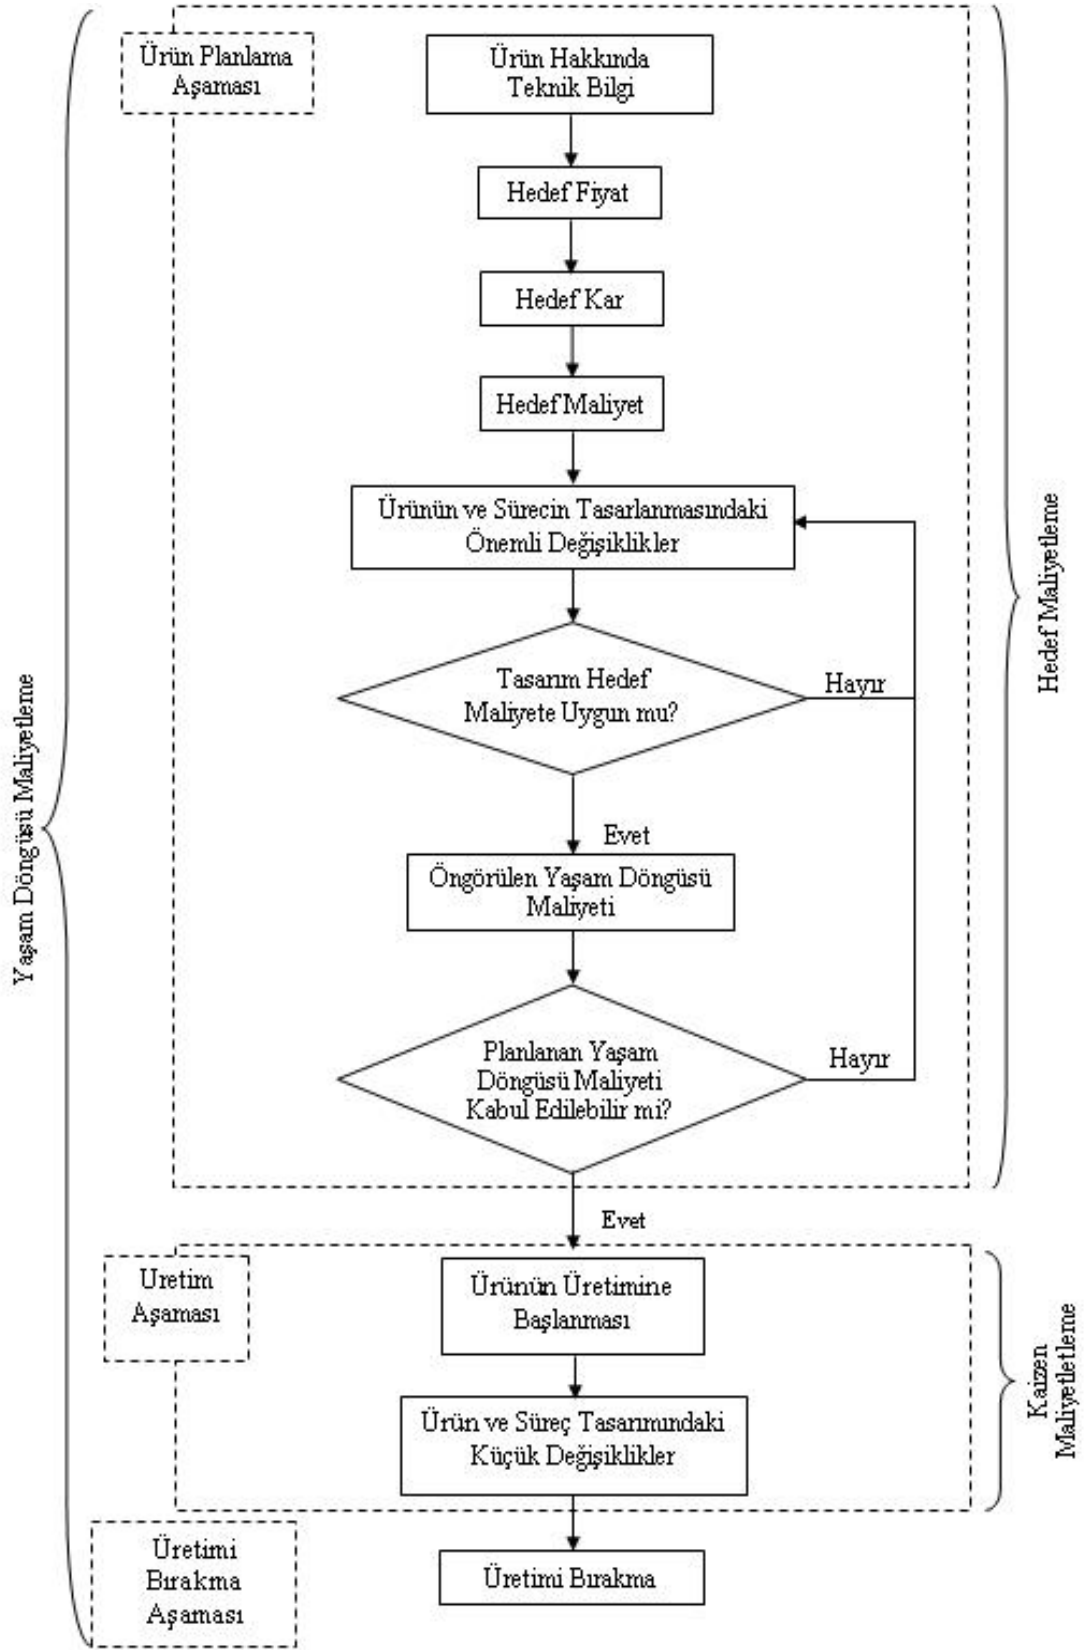 Ürün Planlama
Aşaması
Ürün Hakkında
Teknik Bilgi
Hedef Fiyat
Hedef Kar
Hedef Maliyet
Ürünün ve Sürecin Tasarlanmasındaki
Önemli Değişiklikler
Tasarım Hedef
Maliyete Uygun mu?
Hayır
Evet
Öngörülen Yaşam Döngüsü
Maliyeti
Planlanan Yaşam
Döngüsü Maliyeti
Kabul Edilebilir mi?
Hayır
Evet
Hedef Maliyetleme
Yaşam Döngüsü Maliyetleme
Uretim
Aşaması
Ürünün Üretimine
Başlanması
Ürün ve Süreç Tasarımındaki
Küçük Değişiklikler
Kaizen
Maliyetletleme
Üretimi
Bırakma
Aşaması
Üretimi Bırakma